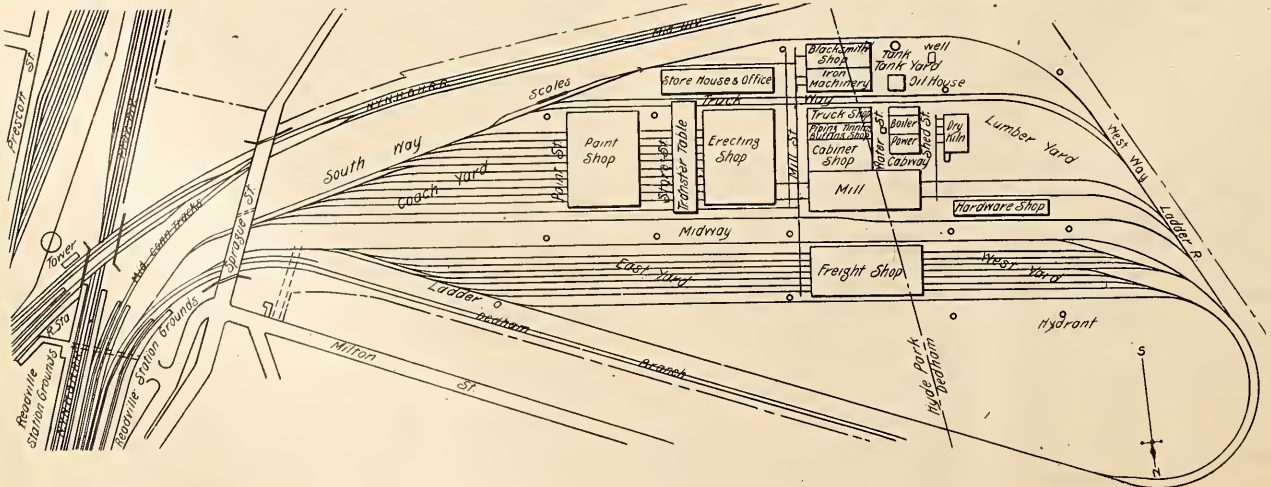 Prescott
St.
N.Y.N.H.& H.R.R.
Mid. Div.
Scales
South Way
Coach Yard
Mid. Conn. Tracks
Tower
Sprague St.
R. Sta
Readville
Station Grounds
Readville Station Grounds
Store House & Office
Truck Way
Blacksmith
Shop
Iron
Machinery
Tank
Tank Yard
Well
Oil House
Paint St.
Paint
Shop
Store St.
Transfer Table
Erecting
Shop
Mill St.
Truck Shop
Piping Tinning
Buffing Shop
Cabinet
Shop
Water St.
Boiler
Power
Cabway
Shed St.
Dry
Kiln
Lumber Yard
West Way
Ladder R
Mill
Hardware Shop
Midway
East Yard
Freight Shop
West Yard
Ladder
Dedham Branch
Milton St.
Hyde Park
Dedham
Hydrant
S
N